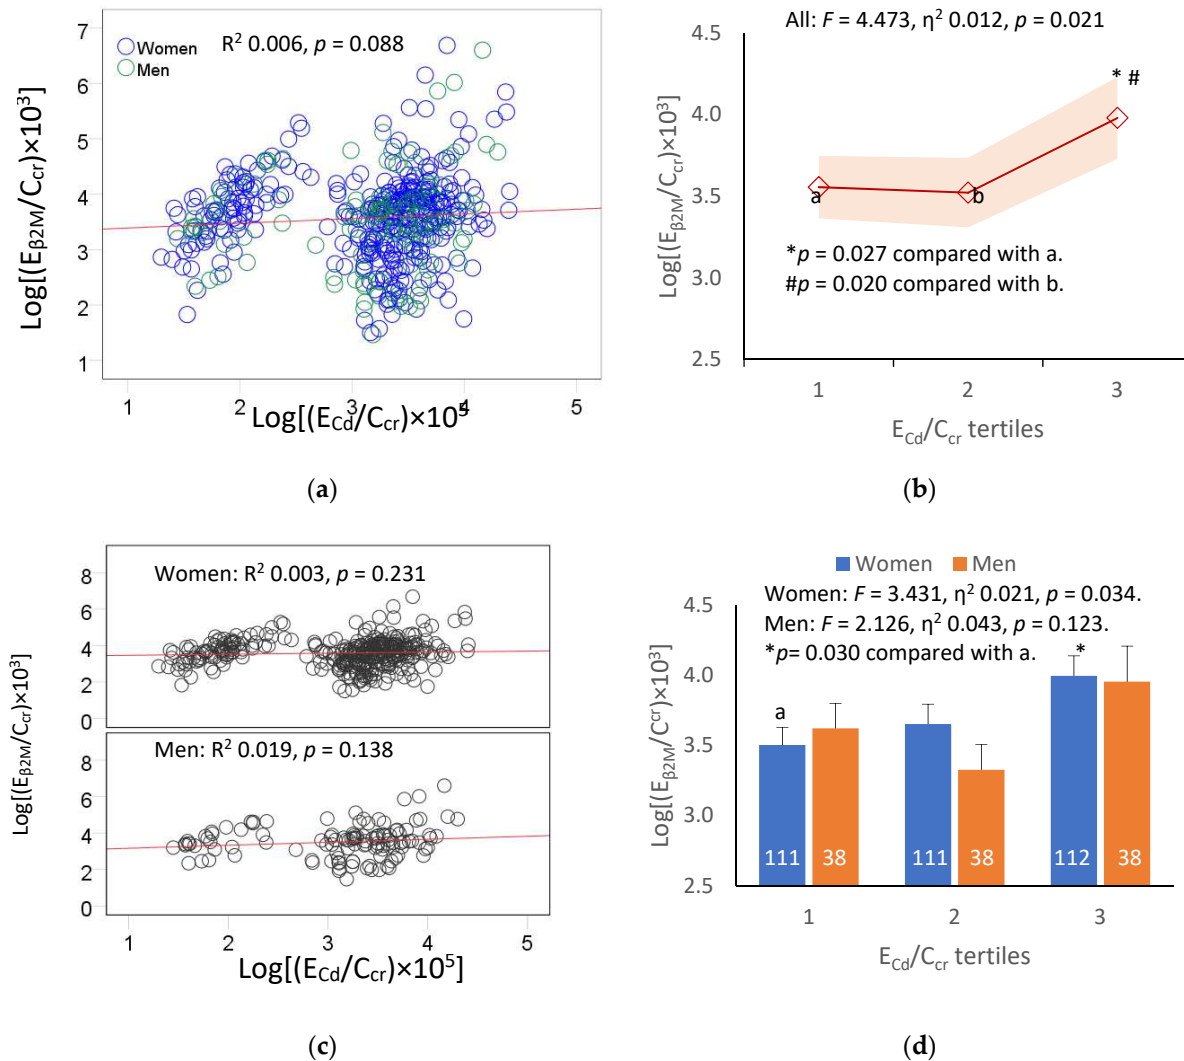 7
6
5
4
3
2
1
Women
Men
R² 0.006, p = 0.088
Log[(Eβ2M/Ccr)×10³)
1 2 3 4 5
Log[(ECd/Ccr)×10⁵
(a)
All: F = 4.473, η² 0.012, p = 0.021
4.5
4.0
3.5
3.0
2.5
Log[(Eβ2M/Ccr)×10³]
* #
a
b
*p = 0.027 compared with a.
#p = 0.020 compared with b.
1 2 3
ECd/Ccr tertiles
(b)
Women: R² 0.003, p = 0.231
8
6
4
2
0
Men: R² 0.019, p = 0.138
8
6
4
2
0
Log[(Eβ2M/Ccr)×10³)
1 2 3 4 5
Log[(ECd/Ccr)×10⁵]
(c)
Women Men
Women: F = 3.431, η² 0.021, p = 0.034.
Men: F = 2.126, η² 0.043, p = 0.123.
*p= 0.030 compared with a.
4.5
4.0
3.5
3.0
2.5
Log[(Eβ2M/Ccr)×10³)
a
*
111 38 111 38 112 38
1 2 3
ECd/Ccr tertiles
(d)